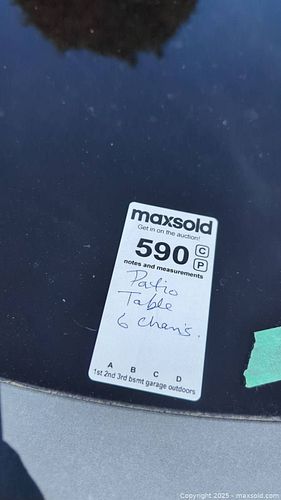 maxsold
Get in on the auction!
590 C
P
notes and measurements
Patio
Table
6 chairs.
A B C D
1st 2nd 3rd bsmt garage outdoors
Copyright © 2025 - maxsold.com